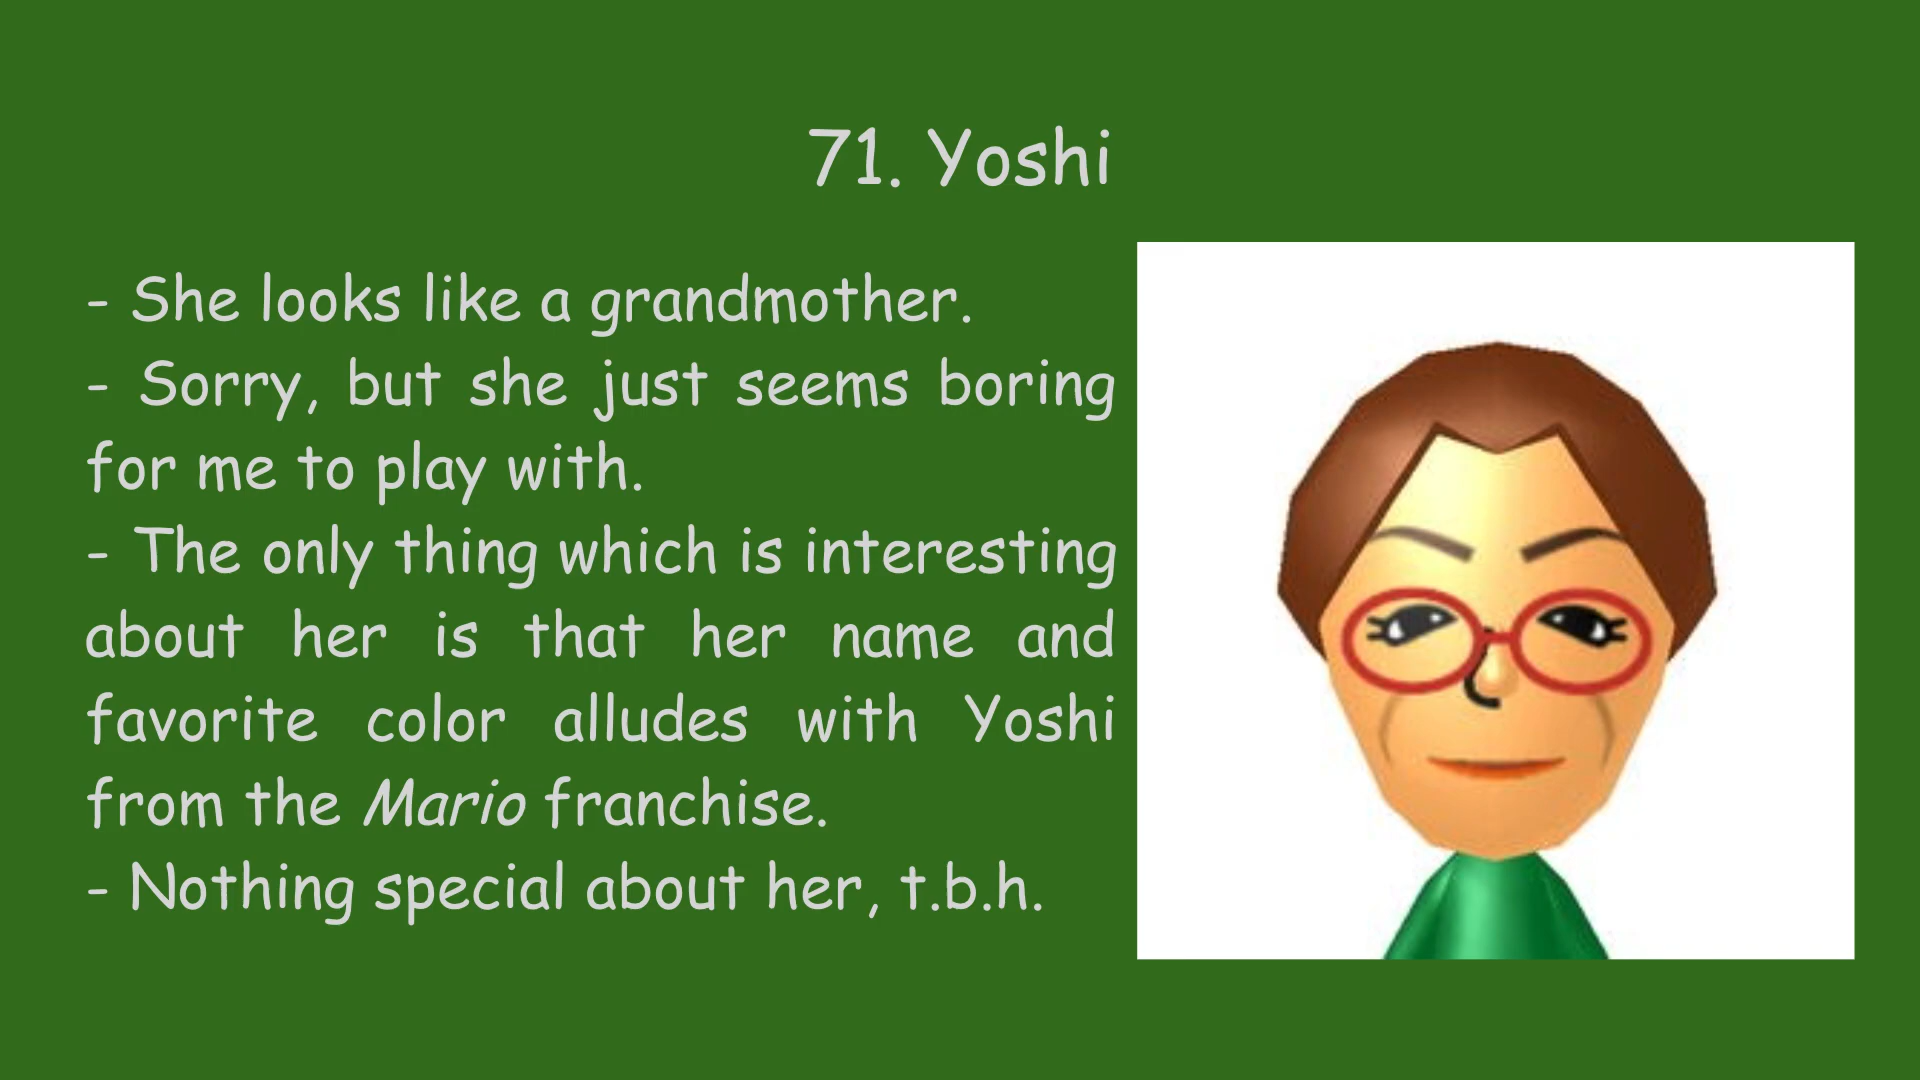 71. Yoshi
- She looks like a grandmother.
- Sorry, but she just seems boring
for me to play with.
- The only thing which is interesting
about her is that her name and
favorite color alludes with Yoshi
from the Mario franchise.
- Nothing special about her, t.b.h.